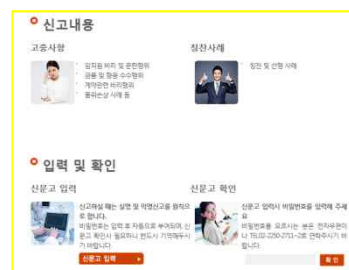 신고내용
고충사항
임직원 비리 및 문란행위
금품 및 향응 수수행위
계약관련 비리행위
품위손상 사례 등
칭찬사례
칭찬 및 선행 사례
입력 및 확인
신문고 입력
신고하실 때는 실명 및 익명신고를 원칙으
로 합니다.
비밀번호는 입력 후 자동으로 부여되며, 신
문고 확인시 필요하니 반드시 기억해두시
기 바랍니다.
신문고 입력
신문고 확인
신문고 입력시 비밀번호를 입력해 주세
요
비밀번호를 모르시는 분은 전자우편이
나 TEL.02-2250-2711~2로 연락주시기 바
랍니다.
확 인